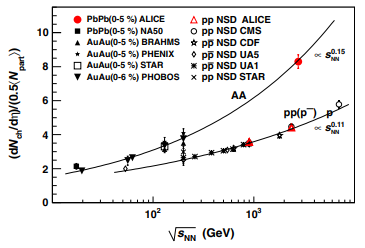 PbPb(0-5 %) ALICE
PbPb(0-5 %) NA50
AuAu(0-5 %) BRAHMS
AuAu(0-5 %) PHENIX
AuAu(0-5 %) STAR
AuAu(0-6 %) PHOBOS
pp NSD ALICE
pp NSD CMS
pp̄ NSD CDF
pp̄ NSD UA5
pp̄ NSD UA1
pp NSD STAR
(dN_ch/dη)/(0.5⟨N_part⟩)
10
8
6
4
2
0
AA
∝ s_NN^0.15
pp(p̄) p
∝ s_NN^0.11
10²
10³
√s_NN (GeV)